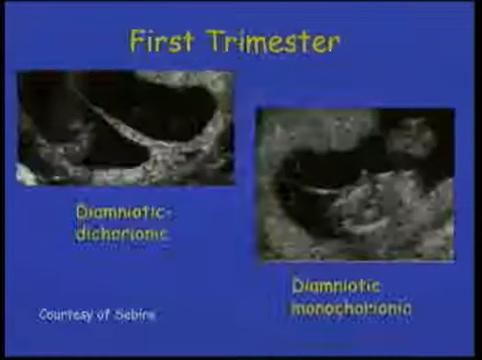 First Trimester
Diamniotic-
dichorionic
Diamniotic
monochorionic
Courtesy of Sebire